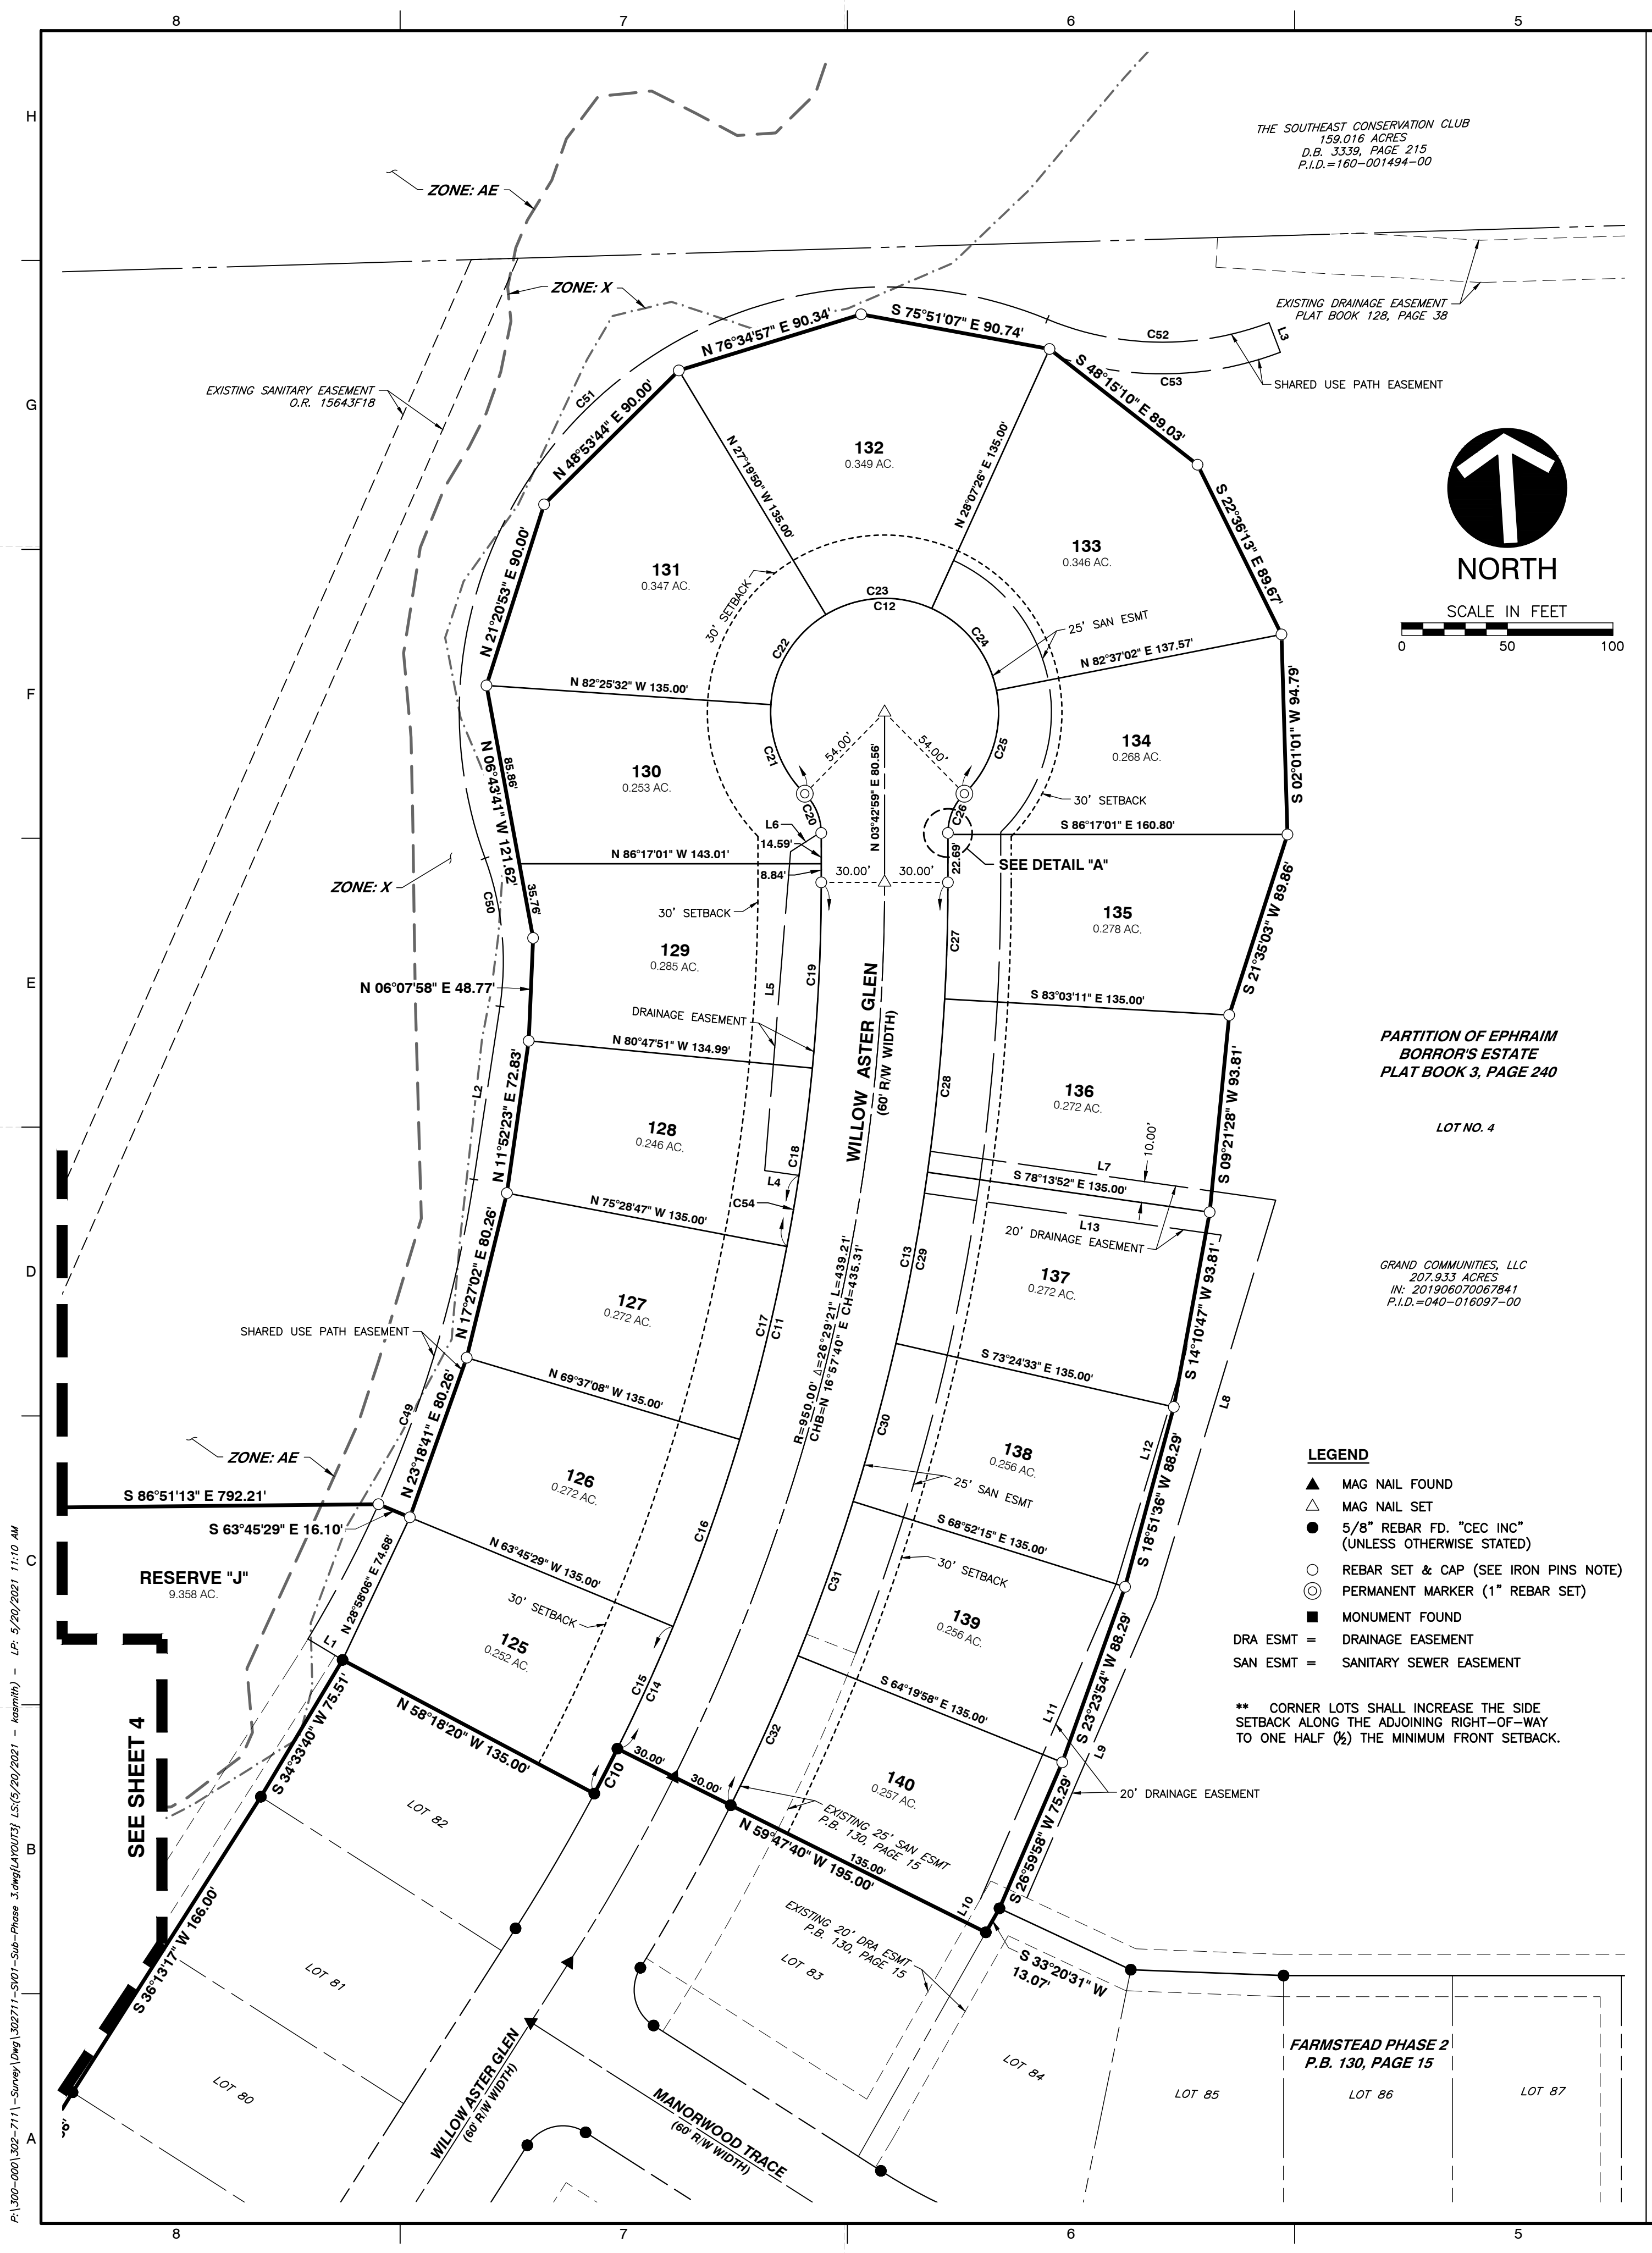 8
7
6
5
H
G
F
E
D
C
B
A
THE SOUTHEAST CONSERVATION CLUB
159.016 ACRES
D.B. 3339, PAGE 215
P.I.D.=160-001494-00
ZONE: AE
ZONE: X
EXISTING DRAINAGE EASEMENT
PLAT BOOK 128, PAGE 38
EXISTING SANITARY EASEMENT
O.R. 15643F18
C52
L3
C53
SHARED USE PATH EASEMENT
C51
N 76°34'57" E 90.34'
S 75°51'07" E 90.74'
S 48°15'10" E 89.03'
N 48°53'44" E 90.00'
S 22°36'13" E 89.67'
N 21°20'53" E 90.00'
132
0.349 AC.
N 27°19'50" W 135.00'
N 28°07'26" E 135.00'
133
0.346 AC.
131
0.347 AC.
30' SETBACK
C23
C12
C22
C24
25' SAN ESMT
N 82°37'02" E 137.57'
N 82°25'32" W 135.00'
NORTH
SCALE IN FEET
0
50
100
S 02°01'01" W 94.79'
134
0.268 AC.
130
0.253 AC.
C21
54.00'
54.00'
C25
N 03°42'59" E 80.56'
C20
C26
30' SETBACK
S 86°17'01" E 160.80'
85.86'
N 06°43'41" W 121.62'
35.76'
L6
14.59'
N 86°17'01" W 143.01'
8.84'
30.00'
30.00'
22.69'
SEE DETAIL "A"
ZONE: X
C50
30' SETBACK
135
0.278 AC.
S 21°35'03" W 89.86'
129
0.285 AC.
C19
C27
N 06°07'58" E 48.77'
L5
DRAINAGE EASEMENT
S 83°03'11" E 135.00'
N 80°47'51" W 134.99'
WILLOW ASTER GLEN
(60' R/W WIDTH)
PARTITION OF EPHRAIM
BORROR'S ESTATE
PLAT BOOK 3, PAGE 240
LOT NO. 4
L2
N 11°52'23" E 72.83'
128
0.246 AC.
C18
C28
136
0.272 AC.
S 09°21'28" W 93.81'
10.00'
L7
S 78°13'52" E 135.00'
L4
C54
N 75°28'47" W 135.00'
L13
20' DRAINAGE EASEMENT
C13
C29
137
0.272 AC.
N 17°27'02" E 80.26'
127
0.272 AC.
C17
C11
R=950.00' Δ=26°29'21" L=439.21'
CHB=N 16°57'40" E CH=435.31'
S 14°10'47" W 93.81'
GRAND COMMUNITIES, LLC
207.933 ACRES
IN: 201906070067841
P.I.D.=040-016097-00
SHARED USE PATH EASEMENT
S 73°24'33" E 135.00'
N 69°37'08" W 135.00'
L8
C49
N 23°18'41" E 80.26'
C30
138
0.256 AC.
L12
ZONE: AE
126
0.272 AC.
25' SAN ESMT
S 18°51'36" W 88.29'
S 86°51'13" E 792.21'
S 63°45'29" E 16.10'
N 63°45'29" W 135.00'
C16
S 68°52'15" E 135.00'
30' SETBACK
C31
RESERVE "J"
9.358 AC.
N 28°58'06" E 74.68'
30' SETBACK
139
0.256 AC.
125
0.252 AC.
L1
C15
C14
S 64°19'58" E 135.00'
S 23°23'54" W 88.29'
L11
L9
LEGEND
MAG NAIL FOUND
MAG NAIL SET
5/8" REBAR FD. "CEC INC"
(UNLESS OTHERWISE STATED)
REBAR SET & CAP (SEE IRON PINS NOTE)
PERMANENT MARKER (1" REBAR SET)
MONUMENT FOUND
DRA ESMT = DRAINAGE EASEMENT
SAN ESMT = SANITARY SEWER EASEMENT
** CORNER LOTS SHALL INCREASE THE SIDE
SETBACK ALONG THE ADJOINING RIGHT-OF-WAY
TO ONE HALF (½) THE MINIMUM FRONT SETBACK.
S 34°33'40" W 75.51'
N 58°18'20" W 135.00'
C10
30.00'
30.00'
C32
140
0.257 AC.
S 26°59'58" W 75.29'
20' DRAINAGE EASEMENT
SEE SHEET 4
LOT 82
EXISTING 25' SAN ESMT
P.B. 130, PAGE 15
135.00'
N 59°47'40" W 195.00'
L10
S 36°13'17" W 166.00'
LOT 81
EXISTING 20' DRA ESMT
P.B. 130, PAGE 15
LOT 83
S 33°20'31" W
13.07'
LOT 80
WILLOW ASTER GLEN
(60' R/W WIDTH)
MANORWOOD TRACE
(60' R/W WIDTH)
LOT 84
FARMSTEAD PHASE 2
P.B. 130, PAGE 15
LOT 85
LOT 86
LOT 87
P:\300-000\302-711\-Survey\Dwg\302711-SV01-Sub-Phase 3.dwg{LAYOUT3} LS:(5/20/2021 - kasmith) - LP: 5/20/2021 11:10 AM
8
7
6
5